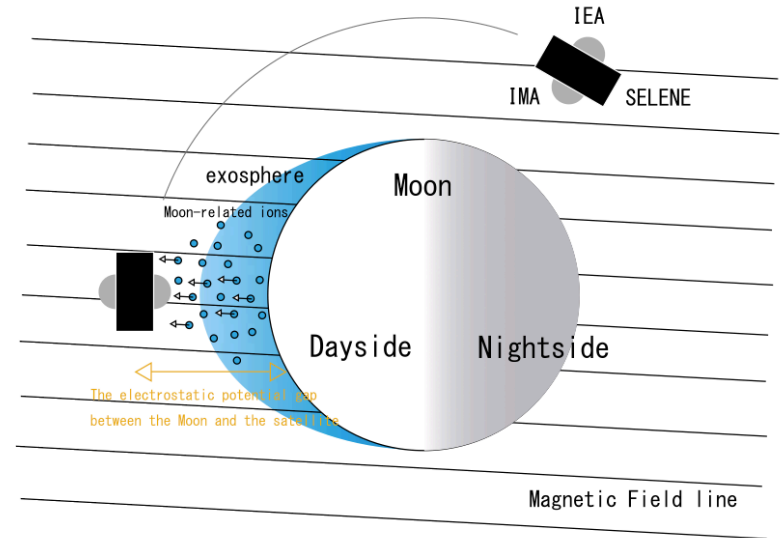 IEA
IMA
SELENE
exosphere
Moon
Moon-related ions
Dayside
Nightside
The electrostatic potential gap
between the Moon and the satellite
Magnetic Field line